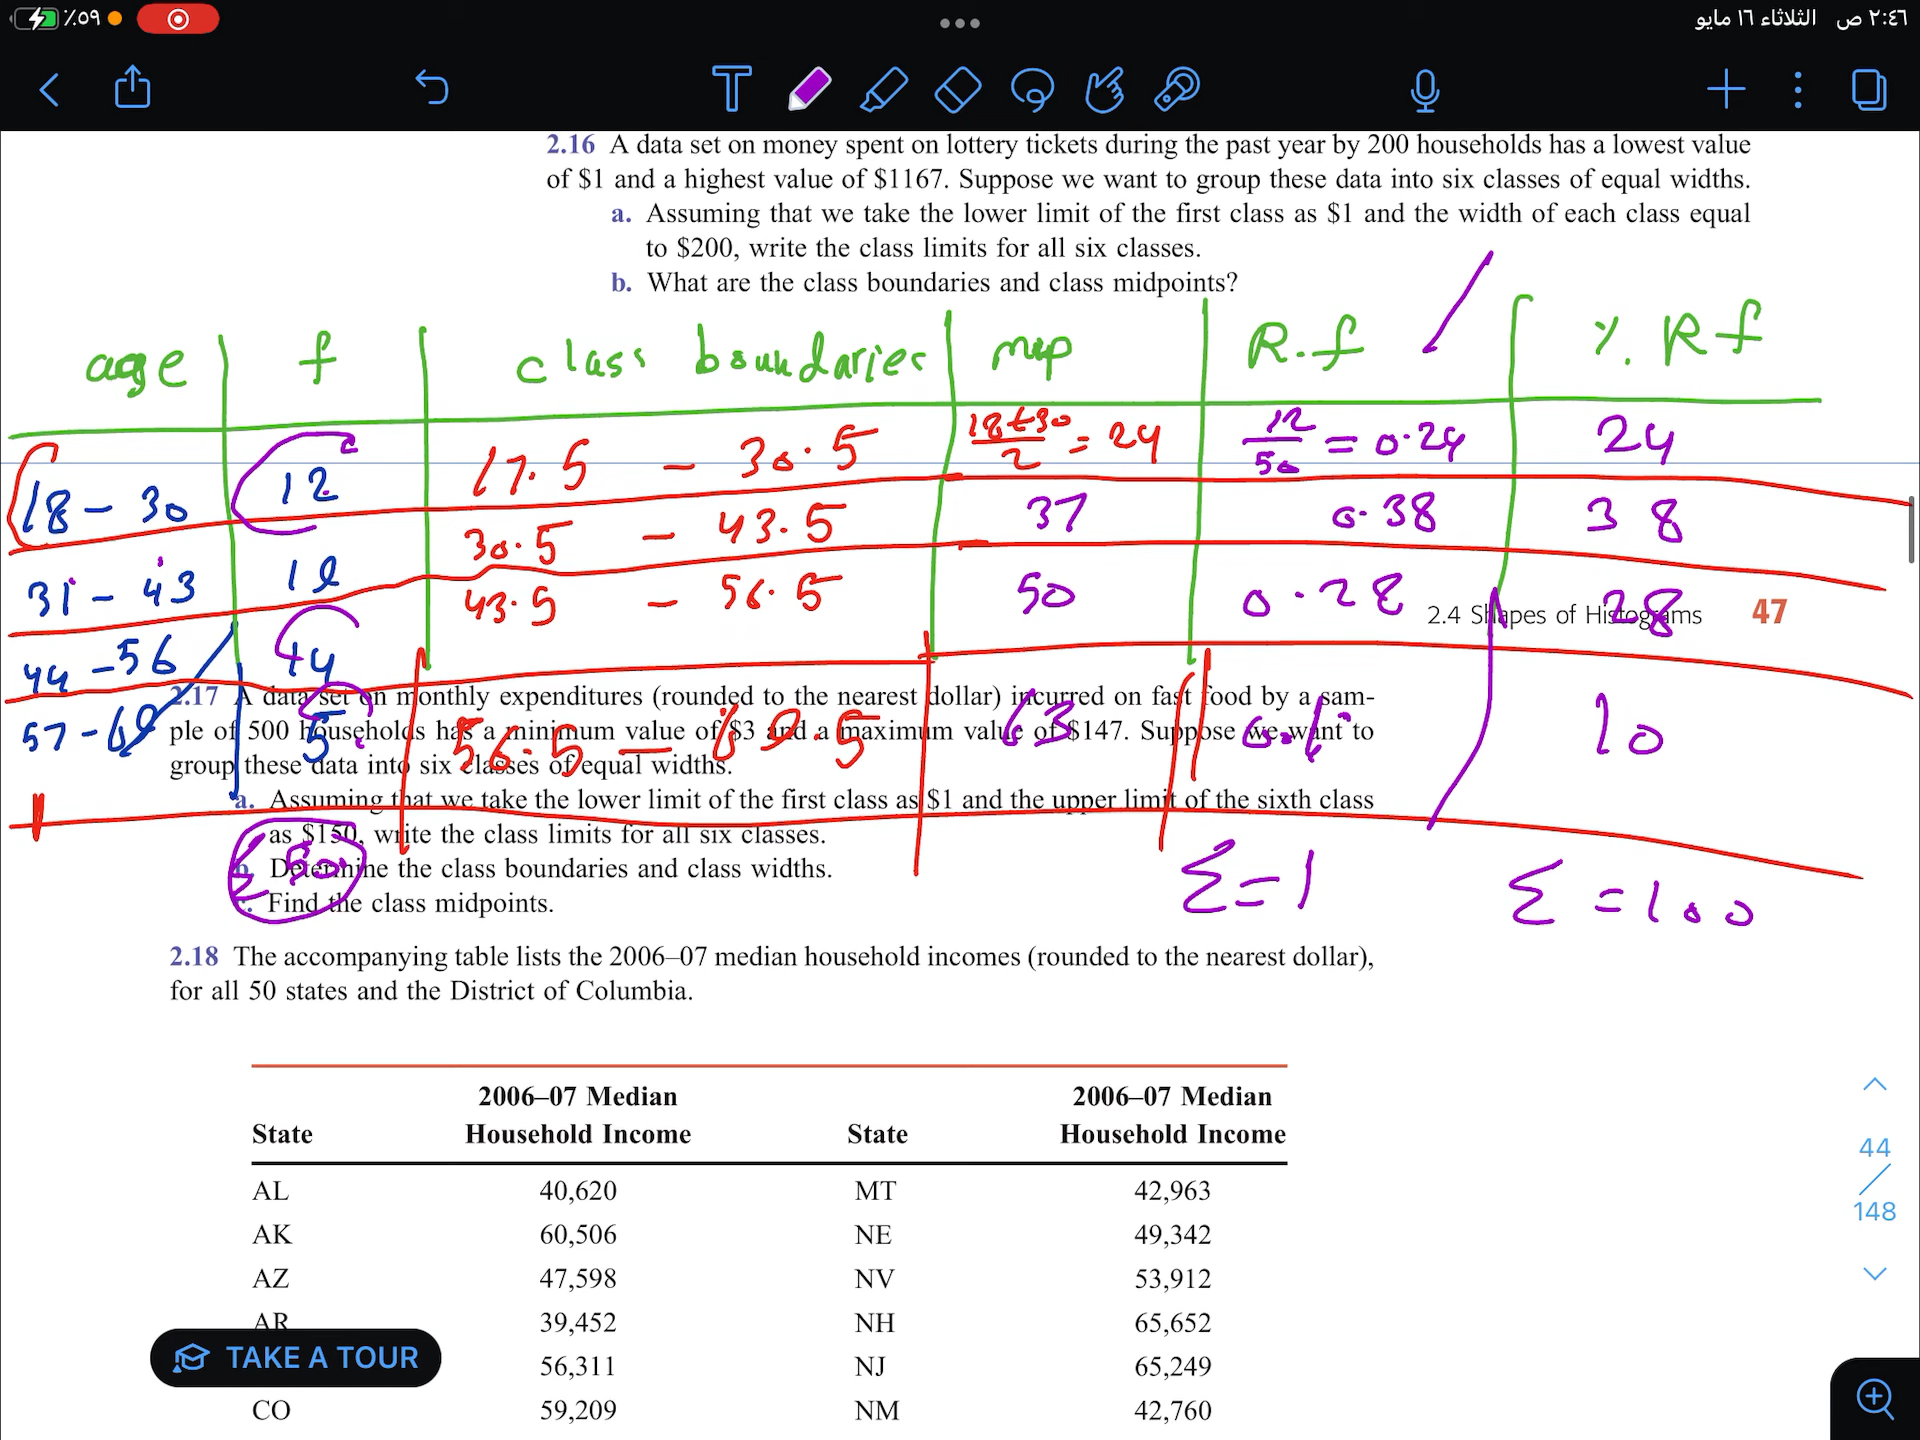 ٪٥٩
٢:٤٦ ص الثلاثاء ١٦ مايو
2.16 A data set on money spent on lottery tickets during the past year by 200 households has a lowest value
of $1 and a highest value of $1167. Suppose we want to group these data into six classes of equal widths.
a. Assuming that we take the lower limit of the first class as $1 and the width of each class equal
to $200, write the class limits for all six classes.
b. What are the class boundaries and class midpoints?
age f class boundaries R.f %. Rf
18 - 30 12 17.5 - 30.5 18+30/2 = 24 12/50 = 0.24 24
31 - 43 19 30.5 - 43.5 37 0.38 38
44 - 56 14 43.5 - 56.5 50 0.28 28
2.4 Shapes of Histograms 47
57 - 69 5 56.5 - 69.5 63 0.1 10
Σ 50 Σ = 1 Σ = 100
2.17 A data set on monthly expenditures (rounded to the nearest dollar) incurred on fast food by a sam-
ple of 500 households has a minimum value of $3 and a maximum value of $147. Suppose we want to
group these data into six classes of equal widths.
a. Assuming that we take the lower limit of the first class as $1 and the upper limit of the sixth class
as $150, write the class limits for all six classes.
b. Determine the class boundaries and class widths.
c. Find the class midpoints.
2.18 The accompanying table lists the 2006–07 median household incomes (rounded to the nearest dollar),
for all 50 states and the District of Columbia.
2006–07 Median 2006–07 Median
State Household Income State Household Income
AL 40,620 MT 42,963
AK 60,506 NE 49,342
AZ 47,598 NV 53,912
AR 39,452 NH 65,652
56,311 NJ 65,249
CO 59,209 NM 42,760
TAKE A TOUR
44
148